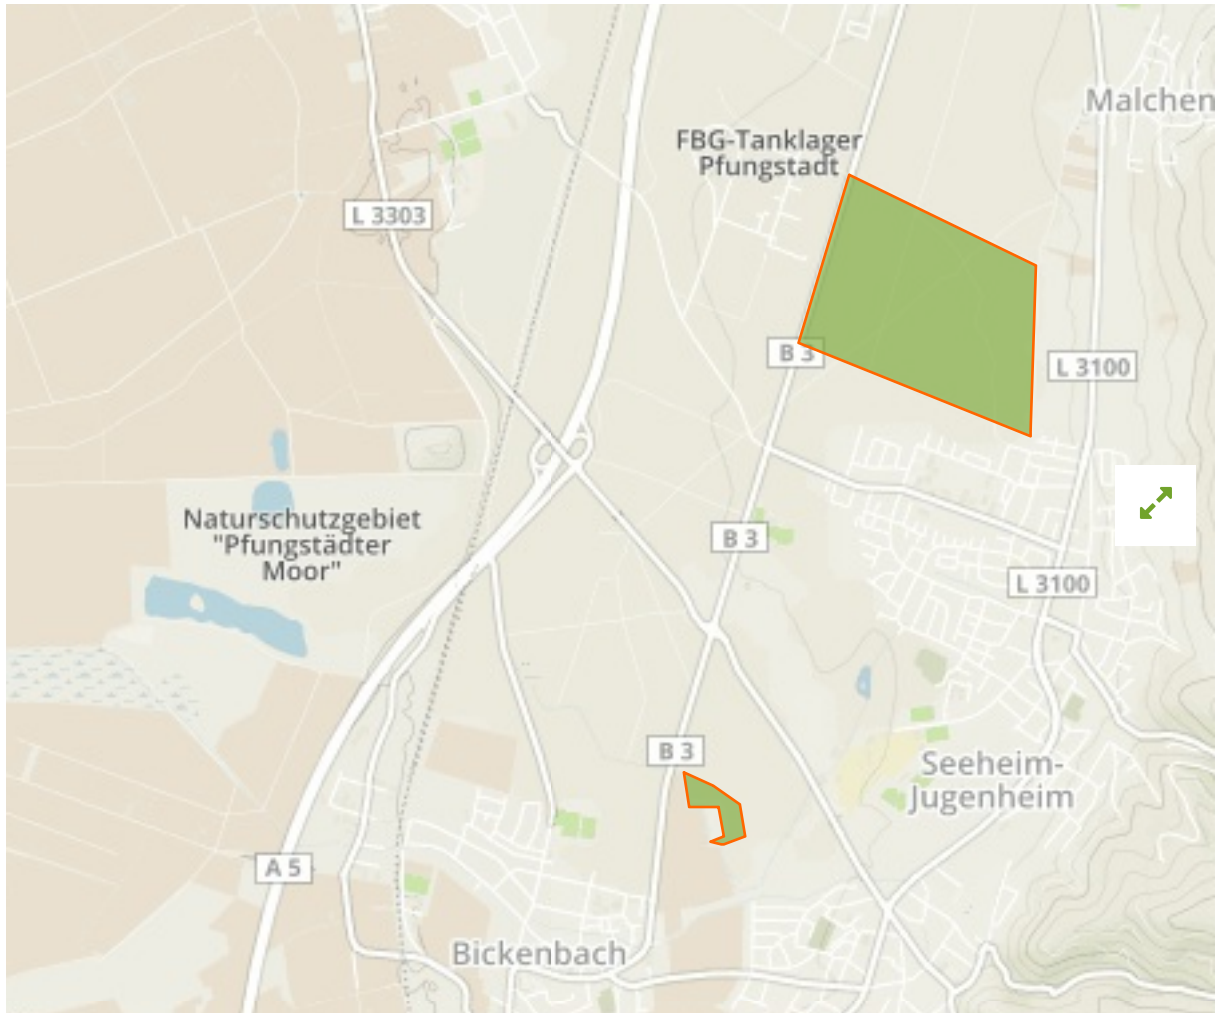 Malchen
FBG-Tanklager
Pfungstadt
L 3303
B 3
L 3100
Naturschutzgebiet
"Pfungstädter
Moor"
B 3
L 3100
B 3
Seeheim-
Jugenheim
A 5
Bickenbach